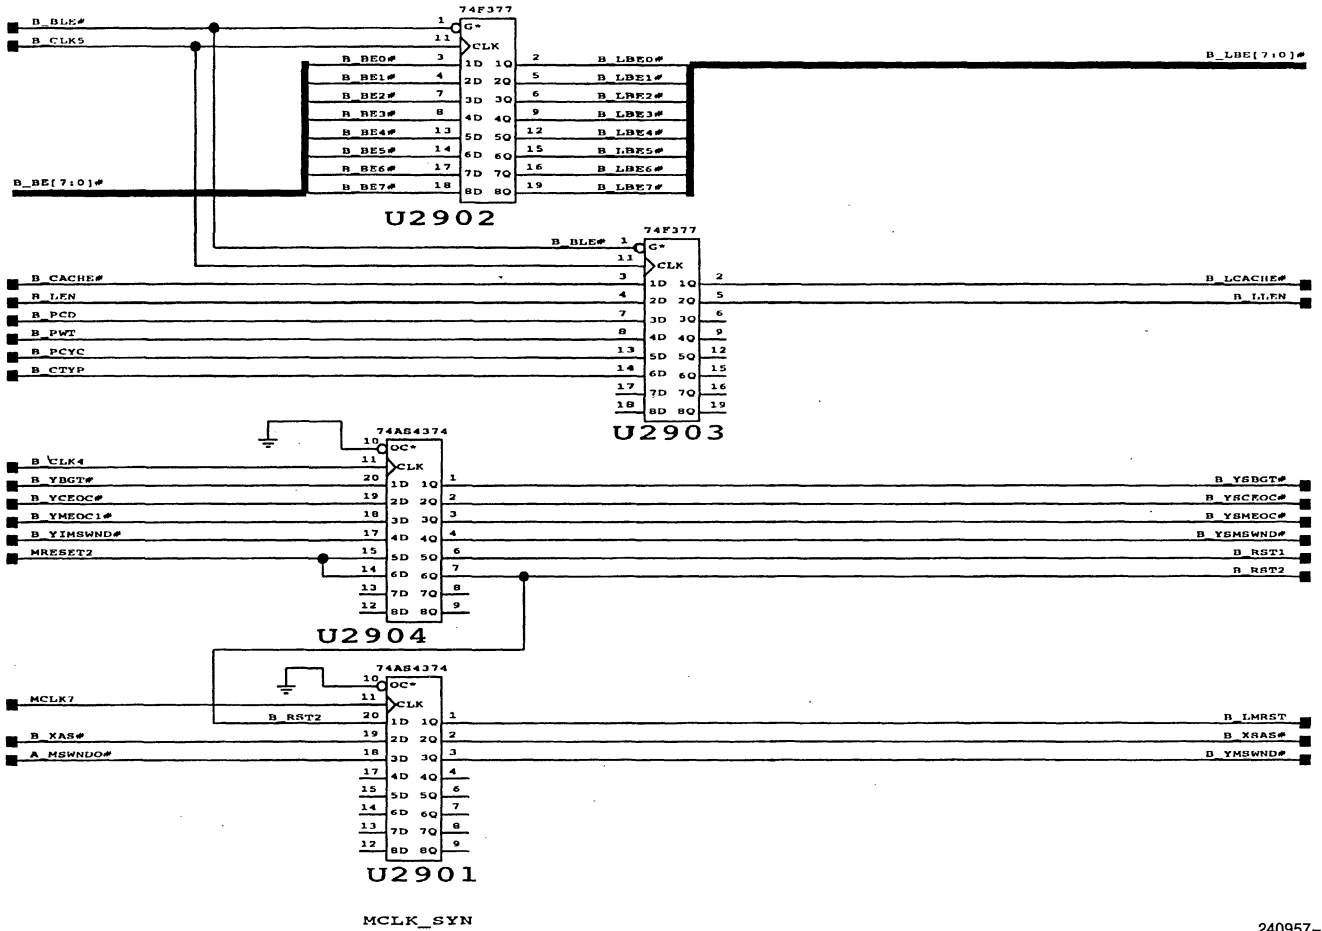 74F377
B_BLE# 1 G*
B_CLK5 11 CLK
B_BE0# 3 1D 1Q 2 B_LBE0# B_LBE[7:0]#
B_BE1# 4 2D 2Q 5 B_LBE1#
B_BE2# 7 3D 3Q 6 B_LBE2#
B_BE3# 8 4D 4Q 9 B_LBE3#
B_BE4# 13 5D 5Q 12 B_LBE4#
B_BE5# 14 6D 6Q 15 B_LBE5#
B_BE6# 17 7D 7Q 16 B_LBE6#
B_BE[7:0]# B_BE7# 18 8D 8Q 19 B_LBE7#
U2902
74F377
B_BLE# 1 G*
11 CLK
B_CACHE# 3 1D 1Q 2 B_LCACHE#
B_LEN 4 2D 2Q 5 B_LLEN
B_PCD 7 3D 3Q 6
B_PWT 8 4D 4Q 9
B_PCYC 13 5D 5Q 12
B_CTYP 14 6D 6Q 15
17 7D 7Q 16
18 8D 8Q 19
U2903
74AS4374
10 OC*
B_CLK4 11 CLK
B_YBGT# 20 1D 1Q 1 B_YSBGT#
B_YCEOC# 19 2D 2Q 2 B_YSCEOC#
B_YMEOC1# 18 3D 3Q 3 B_YSMEOC#
B_YIMSWND# 17 4D 4Q 4 B_YSMSWND#
MRESET2 15 5D 5Q 6 B_RST1
14 6D 6Q 7 B_RST2
13 7D 7Q 8
12 8D 8Q 9
U2904
74AS4374
10 OC*
MCLK7 11 CLK
B_RST2 20 1D 1Q 1 B_LMRST
B_XAS# 19 2D 2Q 2 B_XSAS#
A_MSWNDO# 18 3D 3Q 3 B_YMSWND#
17 4D 4Q 4
15 5D 5Q 6
14 6D 6Q 7
13 7D 7Q 8
12 8D 8Q 9
U2901
MCLK_SYN
240957–